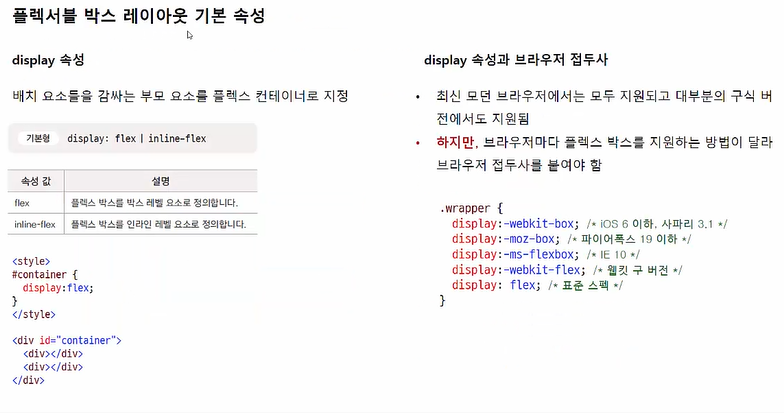 플렉서블 박스 레이아웃 기본 속성
display 속성
배치 요소들을 감싸는 부모 요소를 플렉스 컨테이너로 지정
기본형 display: flex | inline-flex
속성 값 설명
flex 플렉스 박스를 박스 레벨 요소로 정의합니다.
inline-flex 플렉스 박스를 인라인 레벨 요소로 정의합니다.
<style>
#container {
display:flex;
}
</style>
<div id="container">
<div></div>
<div></div>
</div>
display 속성과 브라우저 접두사
• 최신 모던 브라우저에서는 모두 지원되고 대부분의 구식 버
전에서도 지원됨
• 하지만, 브라우저마다 플렉스 박스를 지원하는 방법이 달라
브라우저 접두사를 붙여야 함
.wrapper {
display:-webkit-box; /* iOS 6 이하, 사파리 3.1 */
display:-moz-box; /* 파이어폭스 19 이하 */
display:-ms-flexbox; /* IE 10 */
display:-webkit-flex; /* 웹킷 구 버전 */
display: flex; /* 표준 스펙 */
}